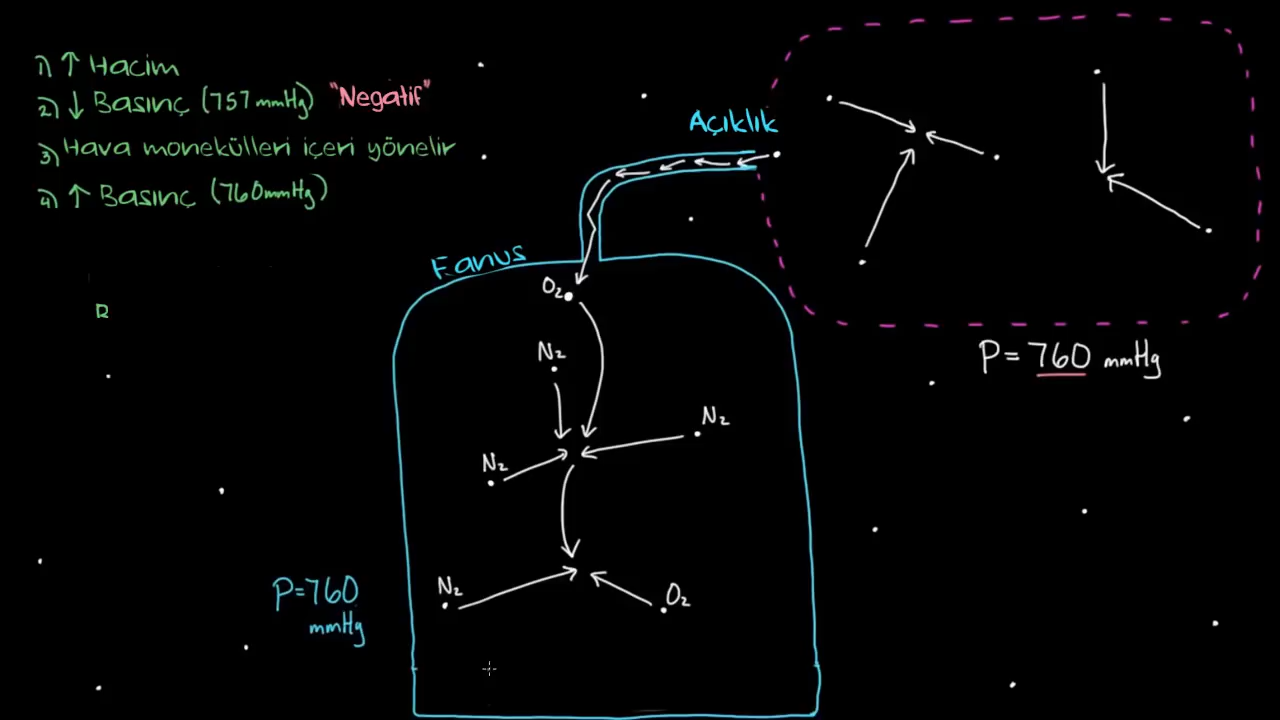 1) ↑ Hacim
2) ↓ Basınç (757 mmHg) "Negatif"
3) Hava monekülleri içeri yönelir
4) ↑ Basınç (760mmHg)
R
Açıklık
Fanus
O₂
N₂
N₂
N₂
N₂
O₂
P=760
mmHg
P= 760 mmHg